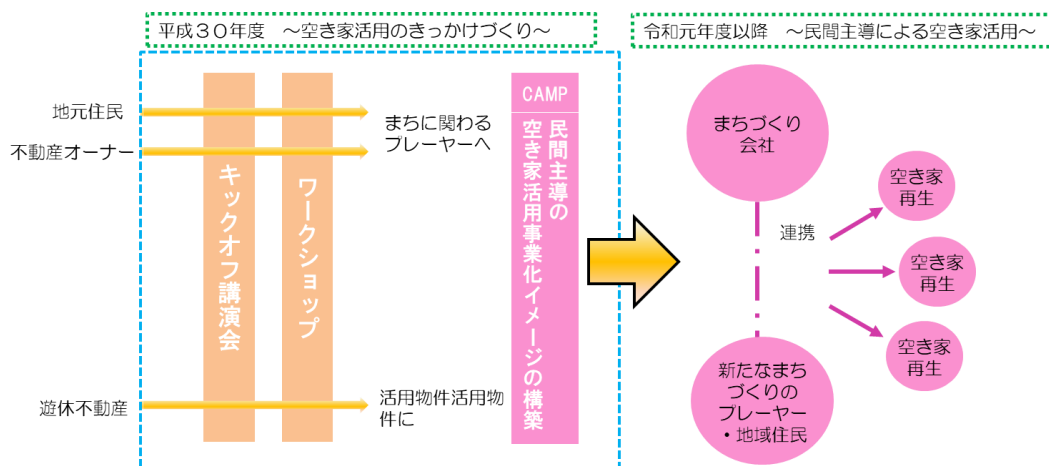 平成３０年度　～空き家活用のきっかけづくり～
地元住民
不動産オーナー
遊休不動産
キックオフ講演会
ワークショップ
まちに関わる
プレーヤーへ
活用物件活用物
件に
CAMP
民間主導の
空き家活用事業化イメージの構築
令和元年度以降　～民間主導による空き家活用～
まちづくり
会社
連携
新たなまち
づくりの
プレーヤー
・地域住民
空き家
再生
空き家
再生
空き家
再生